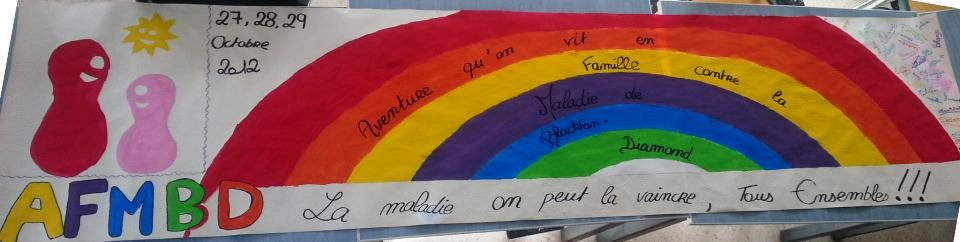 27, 28, 29
Octobre
2012
AFMBD
Aventure qu'on vit en
Famille contre la
Maladie de
Blackfan-
Diamond
La maladie on peut la vaincre, Tous Ensembles!!!